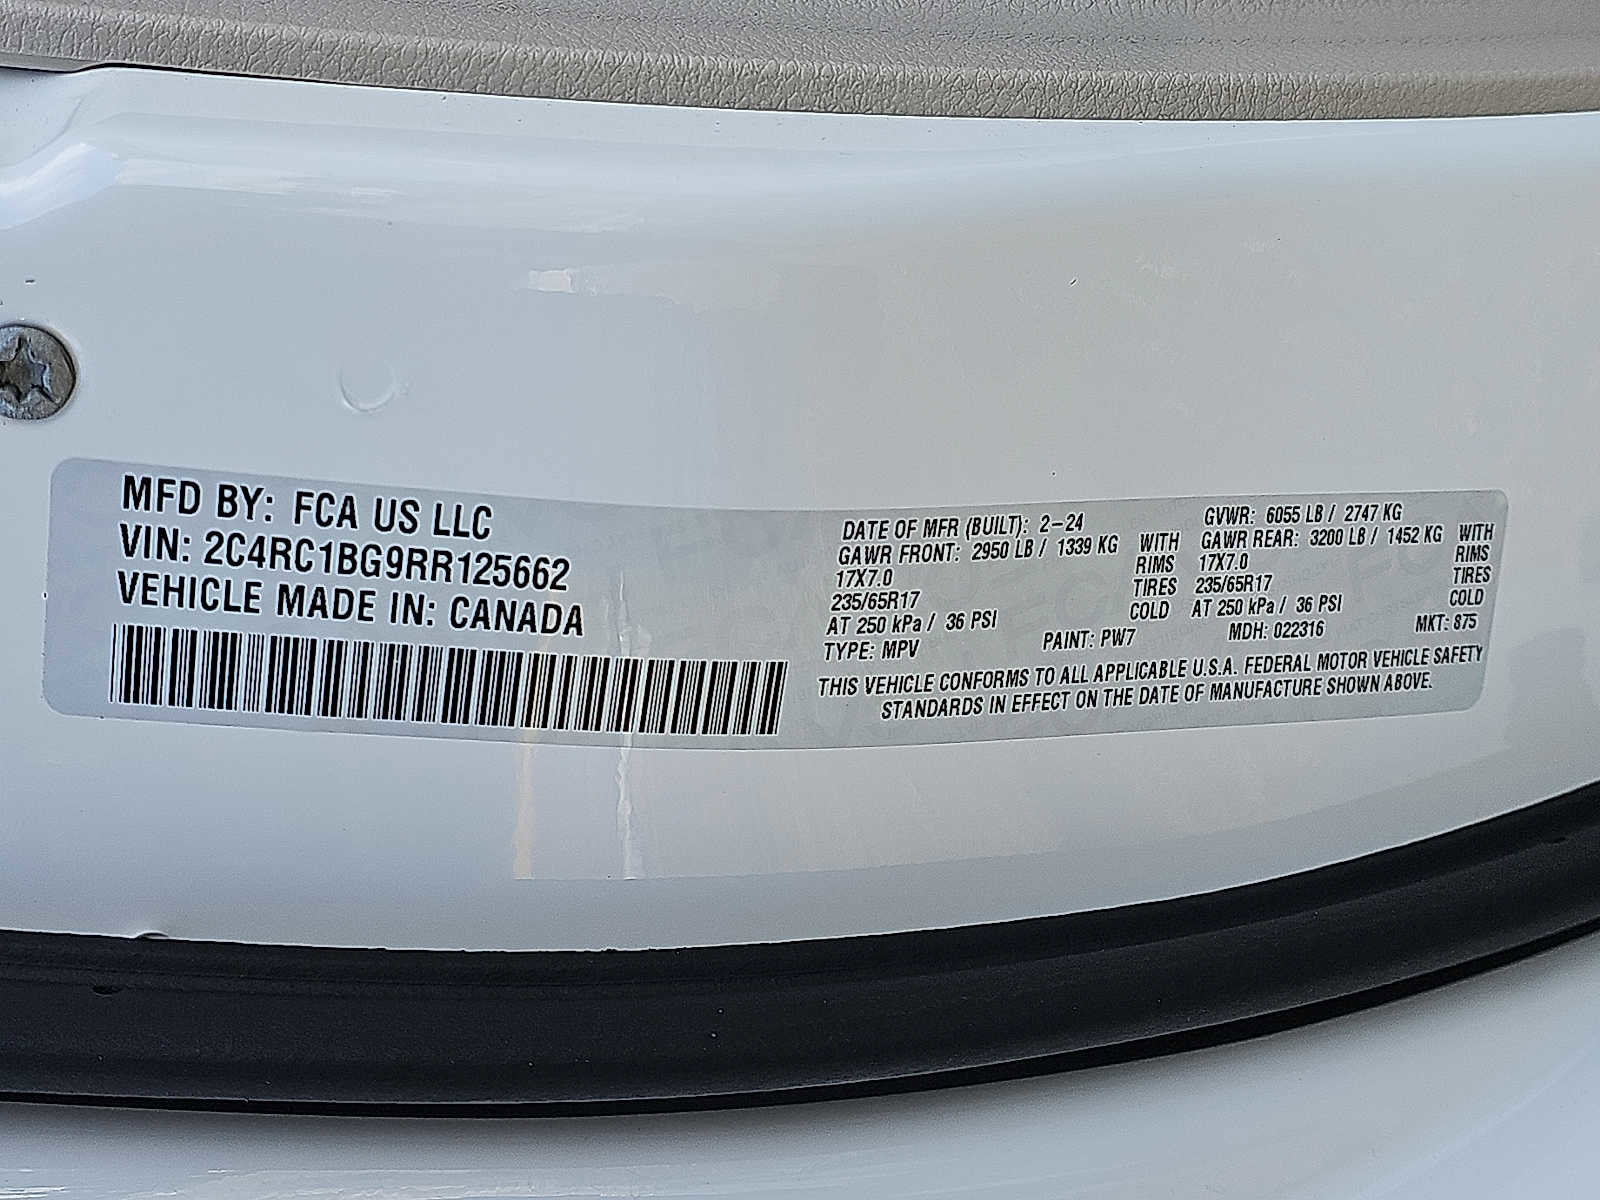 MFD BY: FCA US LLC
VIN: 2C4RC1BG9RR125662
VEHICLE MADE IN: CANADA
DATE OF MFR (BUILT): 2-24
GAWR FRONT: 2950 LB / 1339 KG WITH
17X7.0 RIMS
235/65R17 TIRES
AT 250 kPa / 36 PSI COLD
TYPE: MPV
PAINT: PW7
GVWR: 6055 LB / 2747 KG
GAWR REAR: 3200 LB / 1452 KG WITH
17X7.0 RIMS
235/65R17 TIRES
AT 250 kPa / 36 PSI COLD
MDH: 022316
MKT: 875
THIS VEHICLE CONFORMS TO ALL APPLICABLE U.S.A. FEDERAL MOTOR VEHICLE SAFETY
STANDARDS IN EFFECT ON THE DATE OF MANUFACTURE SHOWN ABOVE.